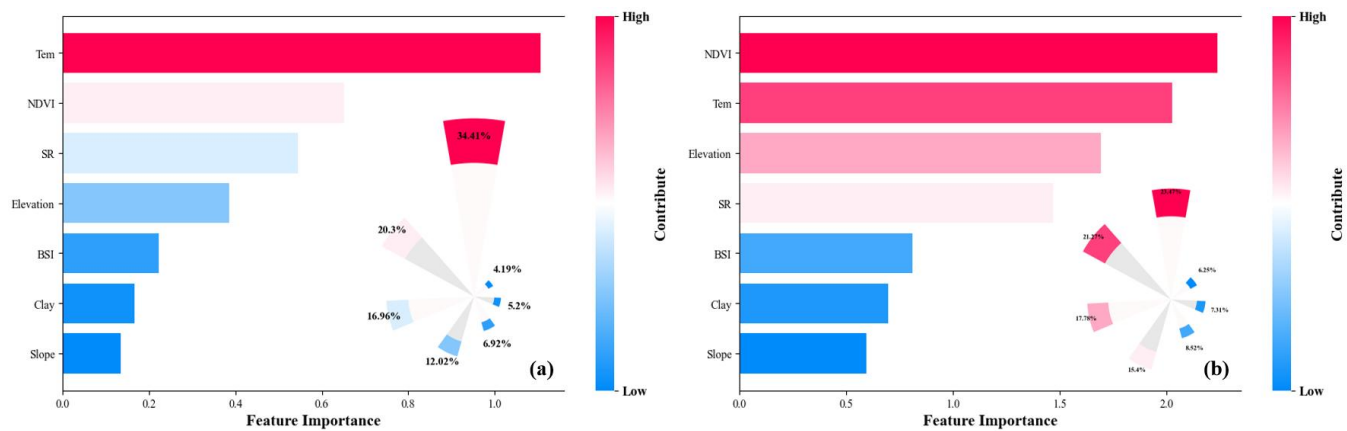 High
Tem
NDVI
SR
Elevation
BSI
Clay
Slope
34.41%
20.3%
16.96%
12.02%
6.92%
5.2%
4.19%
(a)
0.0 0.2 0.4 0.6 0.8 1.0
Feature Importance
Contribute
Low
High
NDVI
Tem
Elevation
SR
BSI
Clay
Slope
23.47%
21.27%
17.78%
15.4%
8.52%
7.31%
6.25%
(b)
0.0 0.5 1.0 1.5 2.0
Feature Importance
Contribute
Low